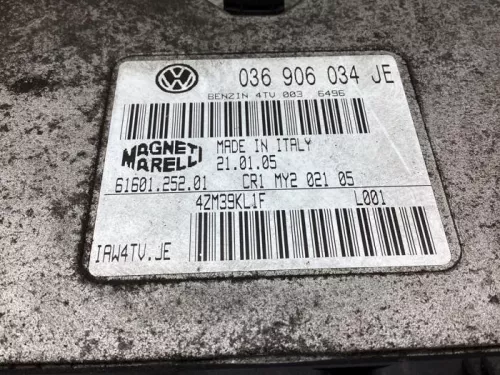 036 906 034 JE
BENZIN 4TV 003 6496
MAGNETI MARELLI
MADE IN ITALY
21.01.05
61601.252.01 CR1 MY2 021 05
4ZM39KL1F L001
IAW4TV.JE